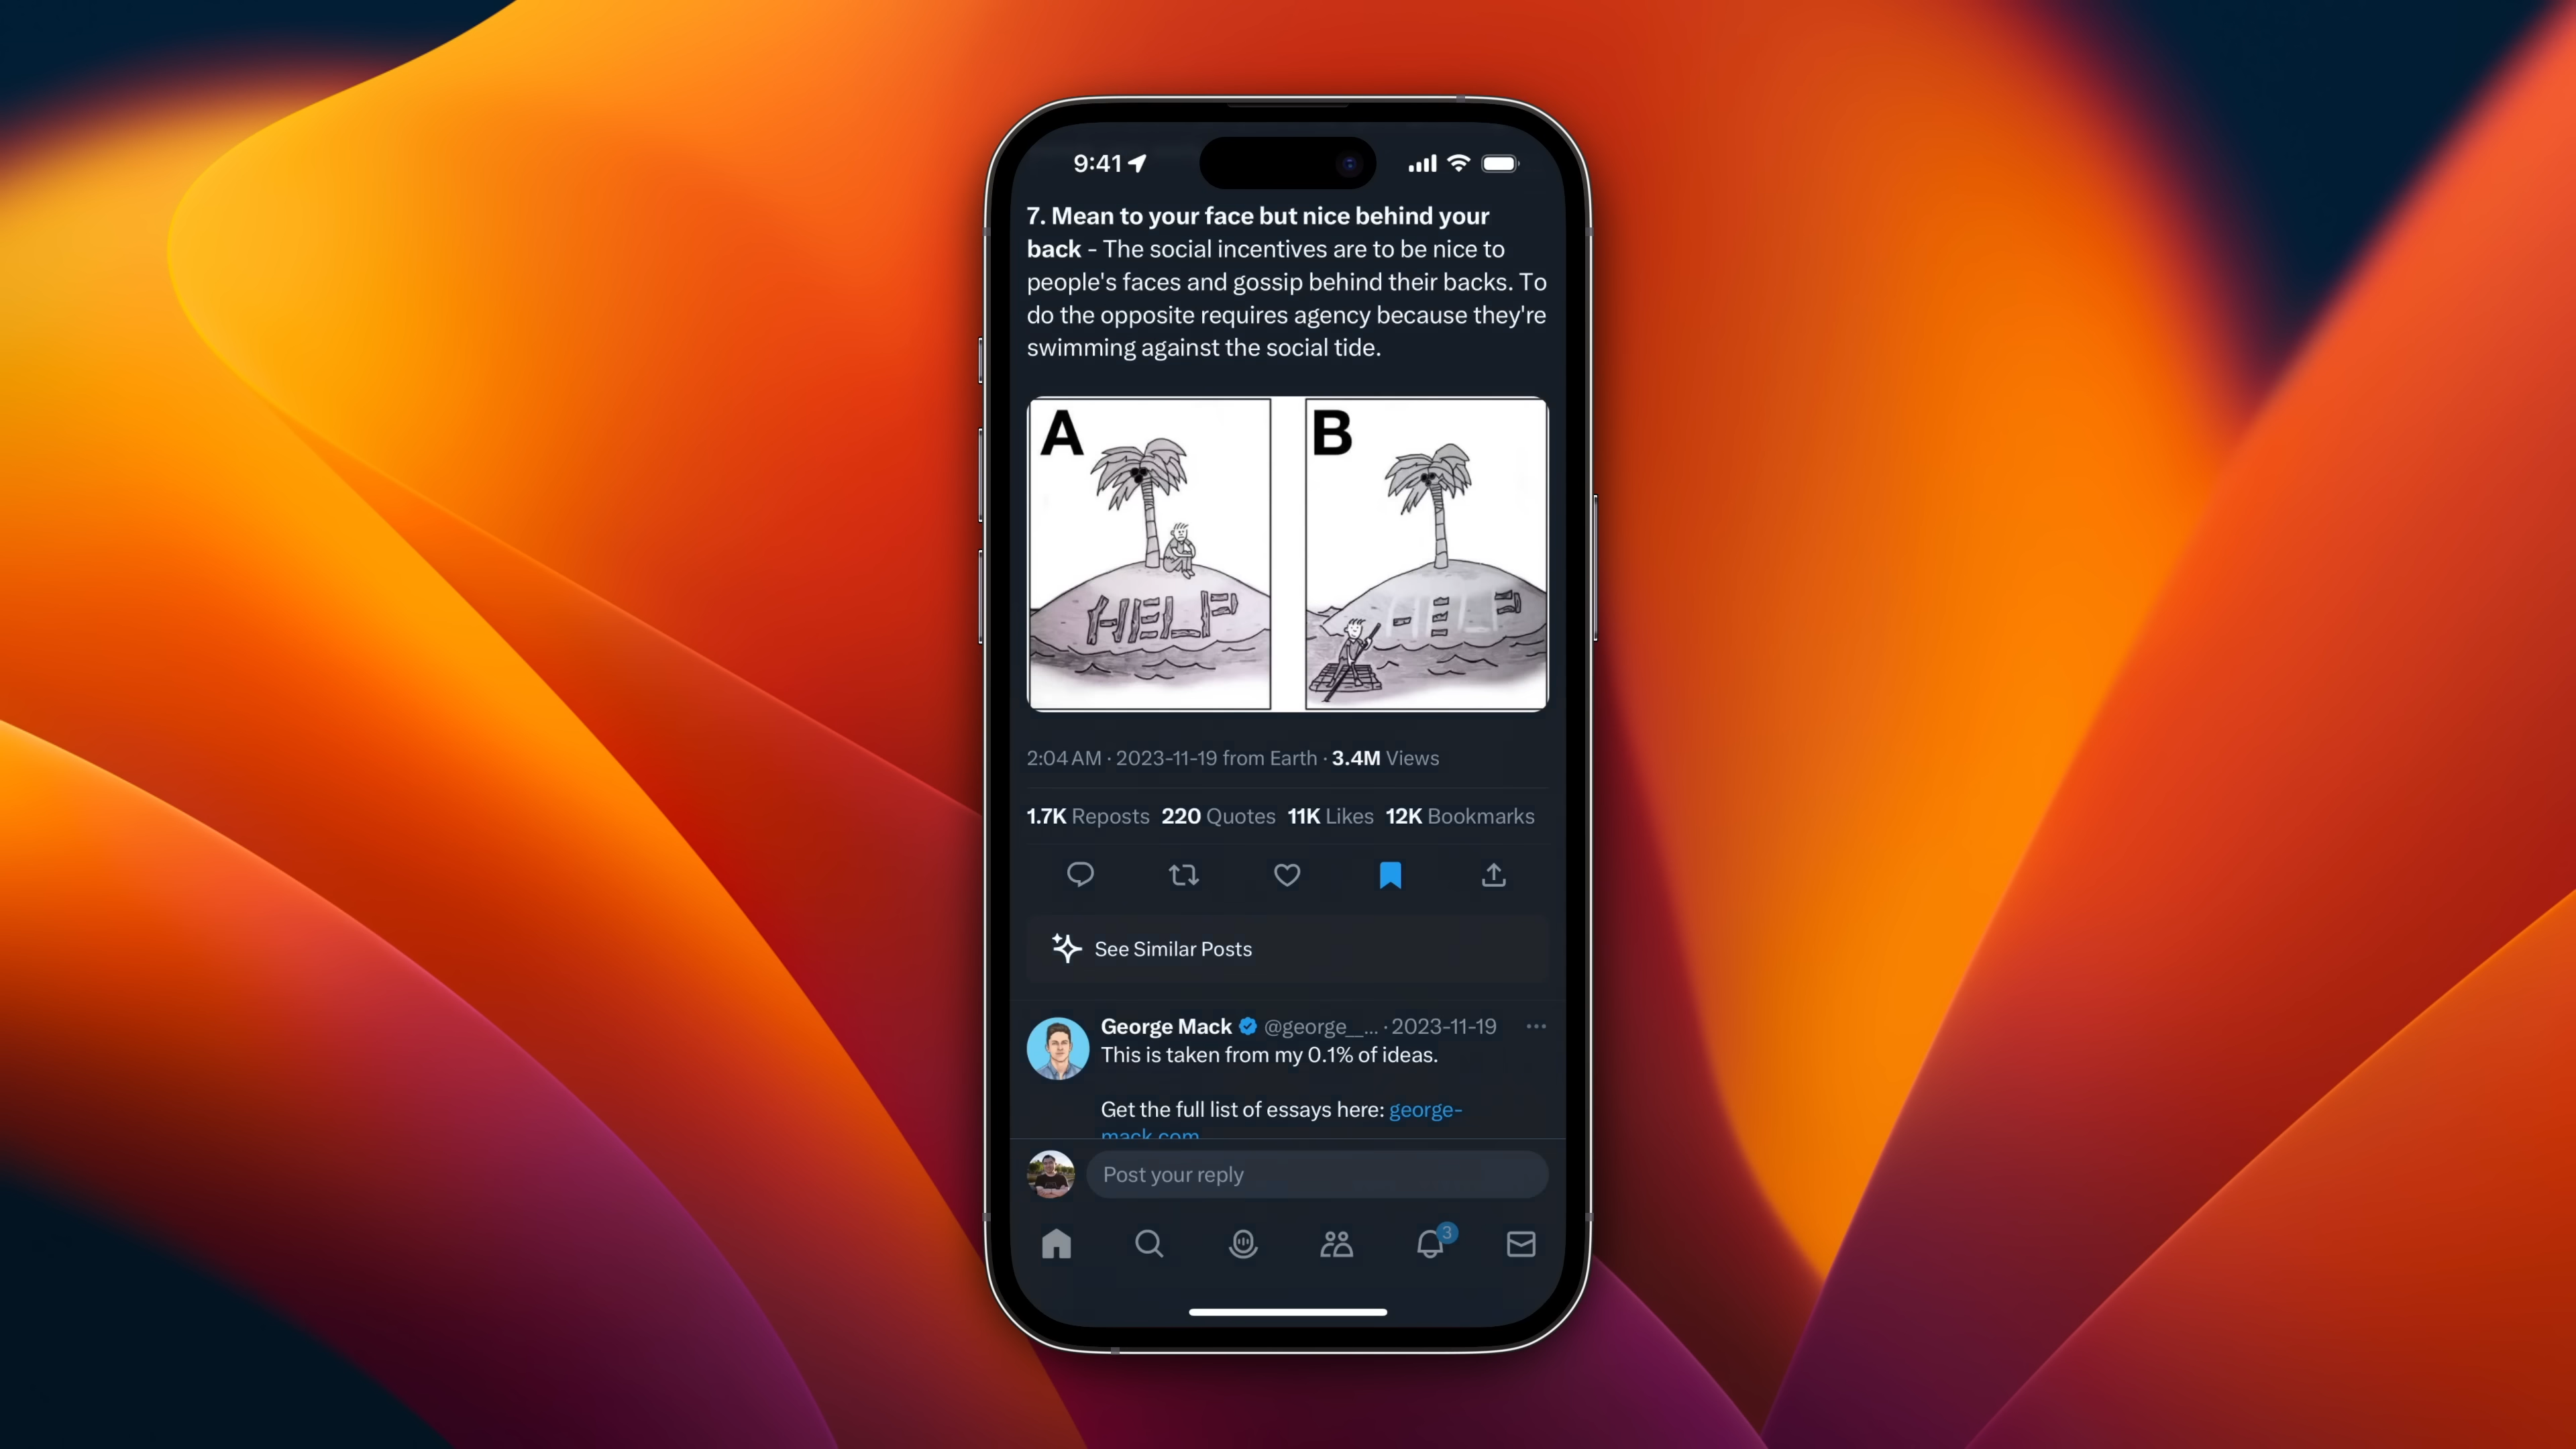 9:41
7. Mean to your face but nice behind your
back - The social incentives are to be nice to
people's faces and gossip behind their backs. To
do the opposite requires agency because they're
swimming against the social tide.
A
B
HELP
HELP
2:04 AM · 2023-11-19 from Earth · 3.4M Views
1.7K Reposts 220 Quotes 11K Likes 12K Bookmarks
See Similar Posts
George Mack @george__... · 2023-11-19
This is taken from my 0.1% of ideas.
Get the full list of essays here: george-
mack.com
Post your reply
3